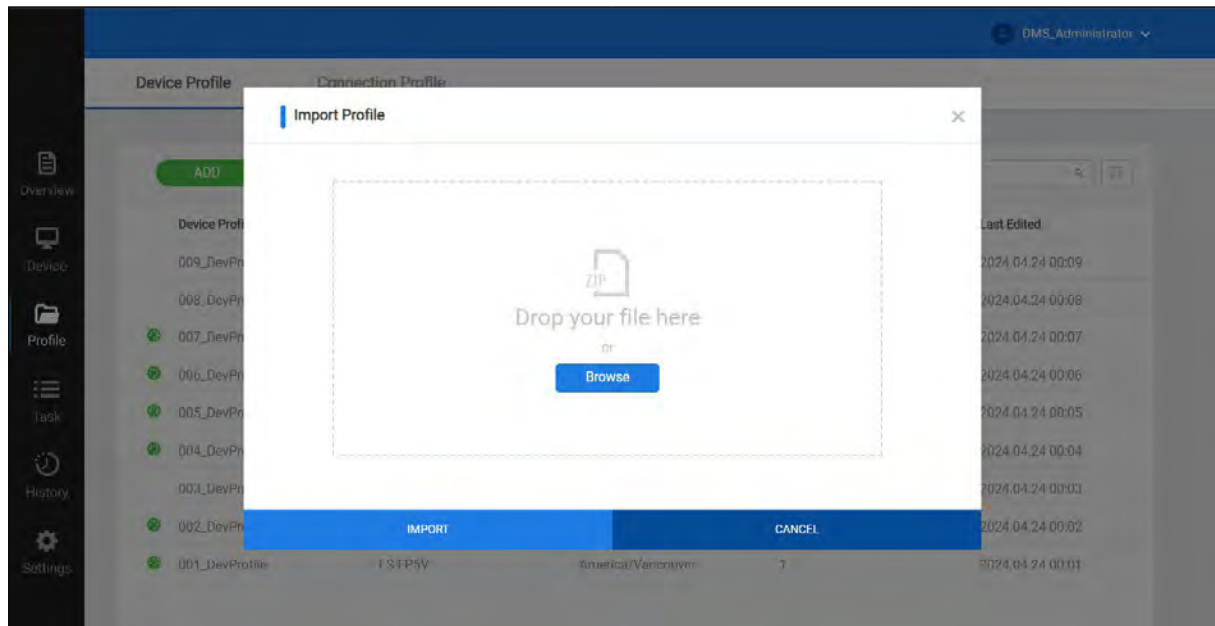 DMS_Administrator
Device Profile
Connection Profile
Import Profile
Overview
ADD
Device Profi
Last Edited
Device
009_DevPr
2024.04.24 00:09
ZIP
008_DevPr
2024.04.24 00:08
Drop your file here
Profile
007_DevPr
2024.04.24 00:07
or
Browse
006_DevPr
2024.04.24 00:06
Task
005_DevPr
2024.04.24 00:05
004_DevPr
2024.04.24 00:04
History
003_DevPr
2024.04.24 00:03
IMPORT
CANCEL
002_DevPr
2024.04.24 00:02
Settings
001_DevProfile
America/Vancouver
1
2024.04.24 00:01